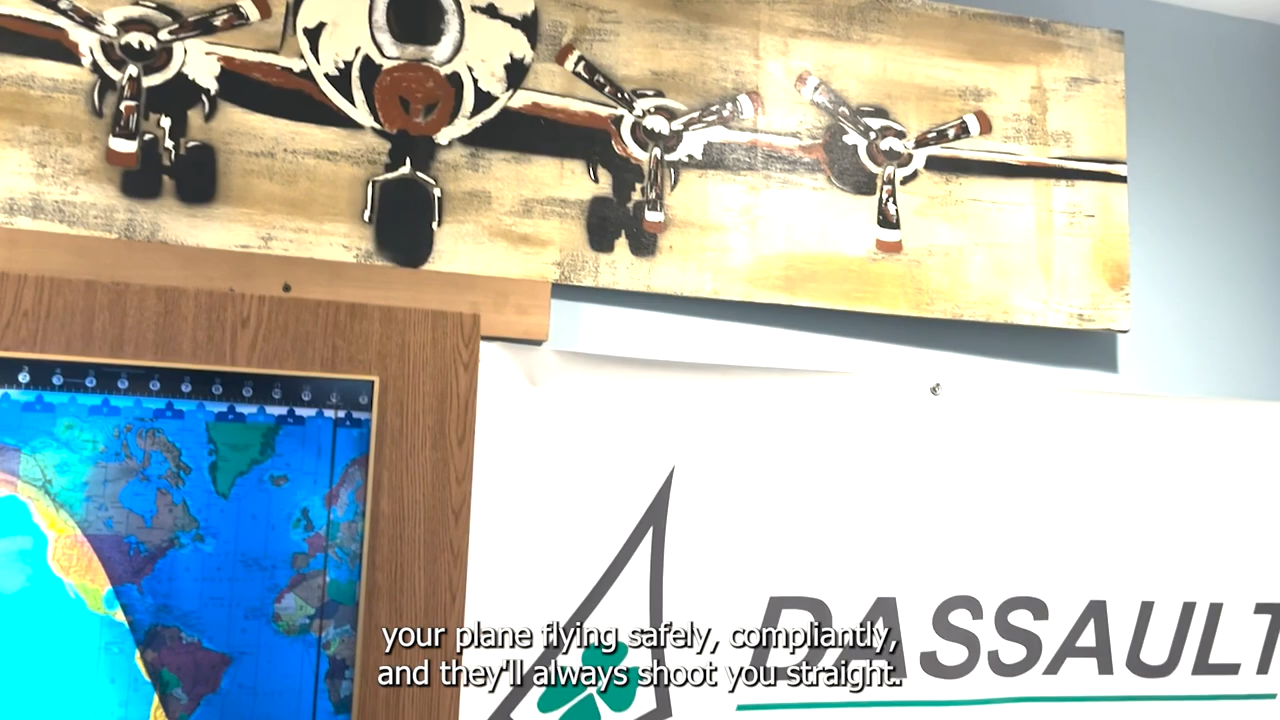 DASSAULT
your plane flying safely, compliantly,
and they'll always shoot you straight.